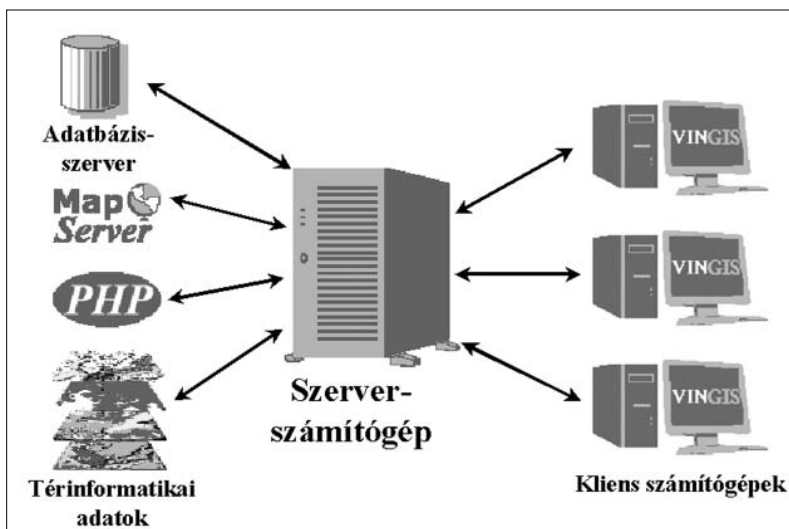 Adatbázis-
szerver
Map
Server
PHP
Térinformatikai
adatok
Szerver-
számítógép
VINGIS
VINGIS
VINGIS
Kliens számítógépek